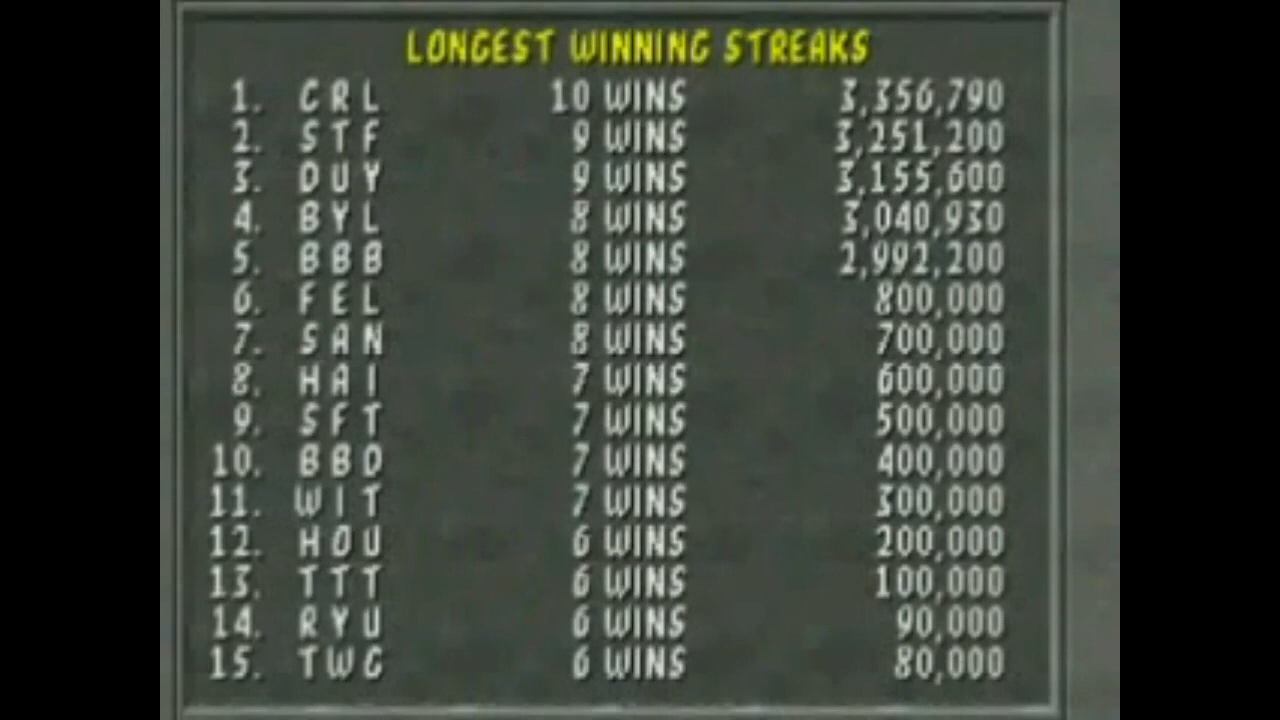 LONGEST WINNING STREAKS
1. CRL 10 WINS 3,356,790
2. STF 9 WINS 3,251,200
3. DUY 9 WINS 3,155,600
4. BYL 8 WINS 3,040,930
5. BBB 8 WINS 2,992,200
6. FEL 8 WINS 800,000
7. SAN 8 WINS 700,000
8. HAI 7 WINS 600,000
9. SFT 7 WINS 500,000
10. BBD 7 WINS 400,000
11. WIT 7 WINS 300,000
12. HOU 6 WINS 200,000
13. TTT 6 WINS 100,000
14. RYU 6 WINS 90,000
15. TWG 6 WINS 80,000